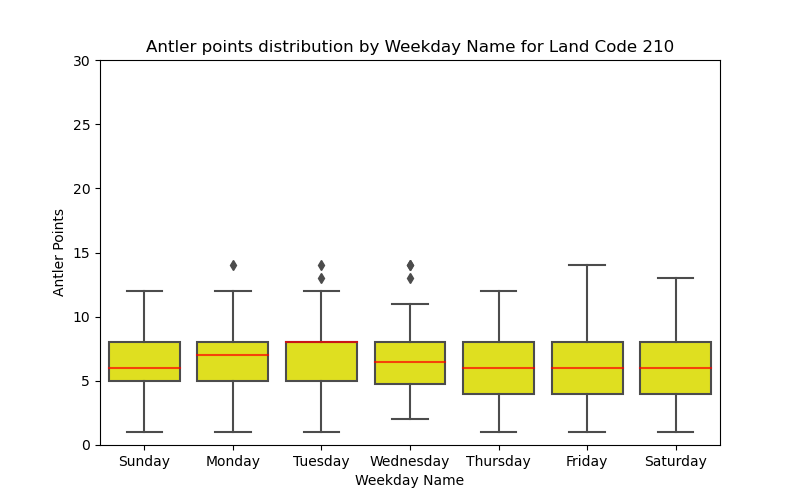 Antler points distribution by Weekday Name for Land Code 210
30
25
20
15
10
5
0
Antler Points
Sunday Monday Tuesday Wednesday Thursday Friday Saturday
Weekday Name